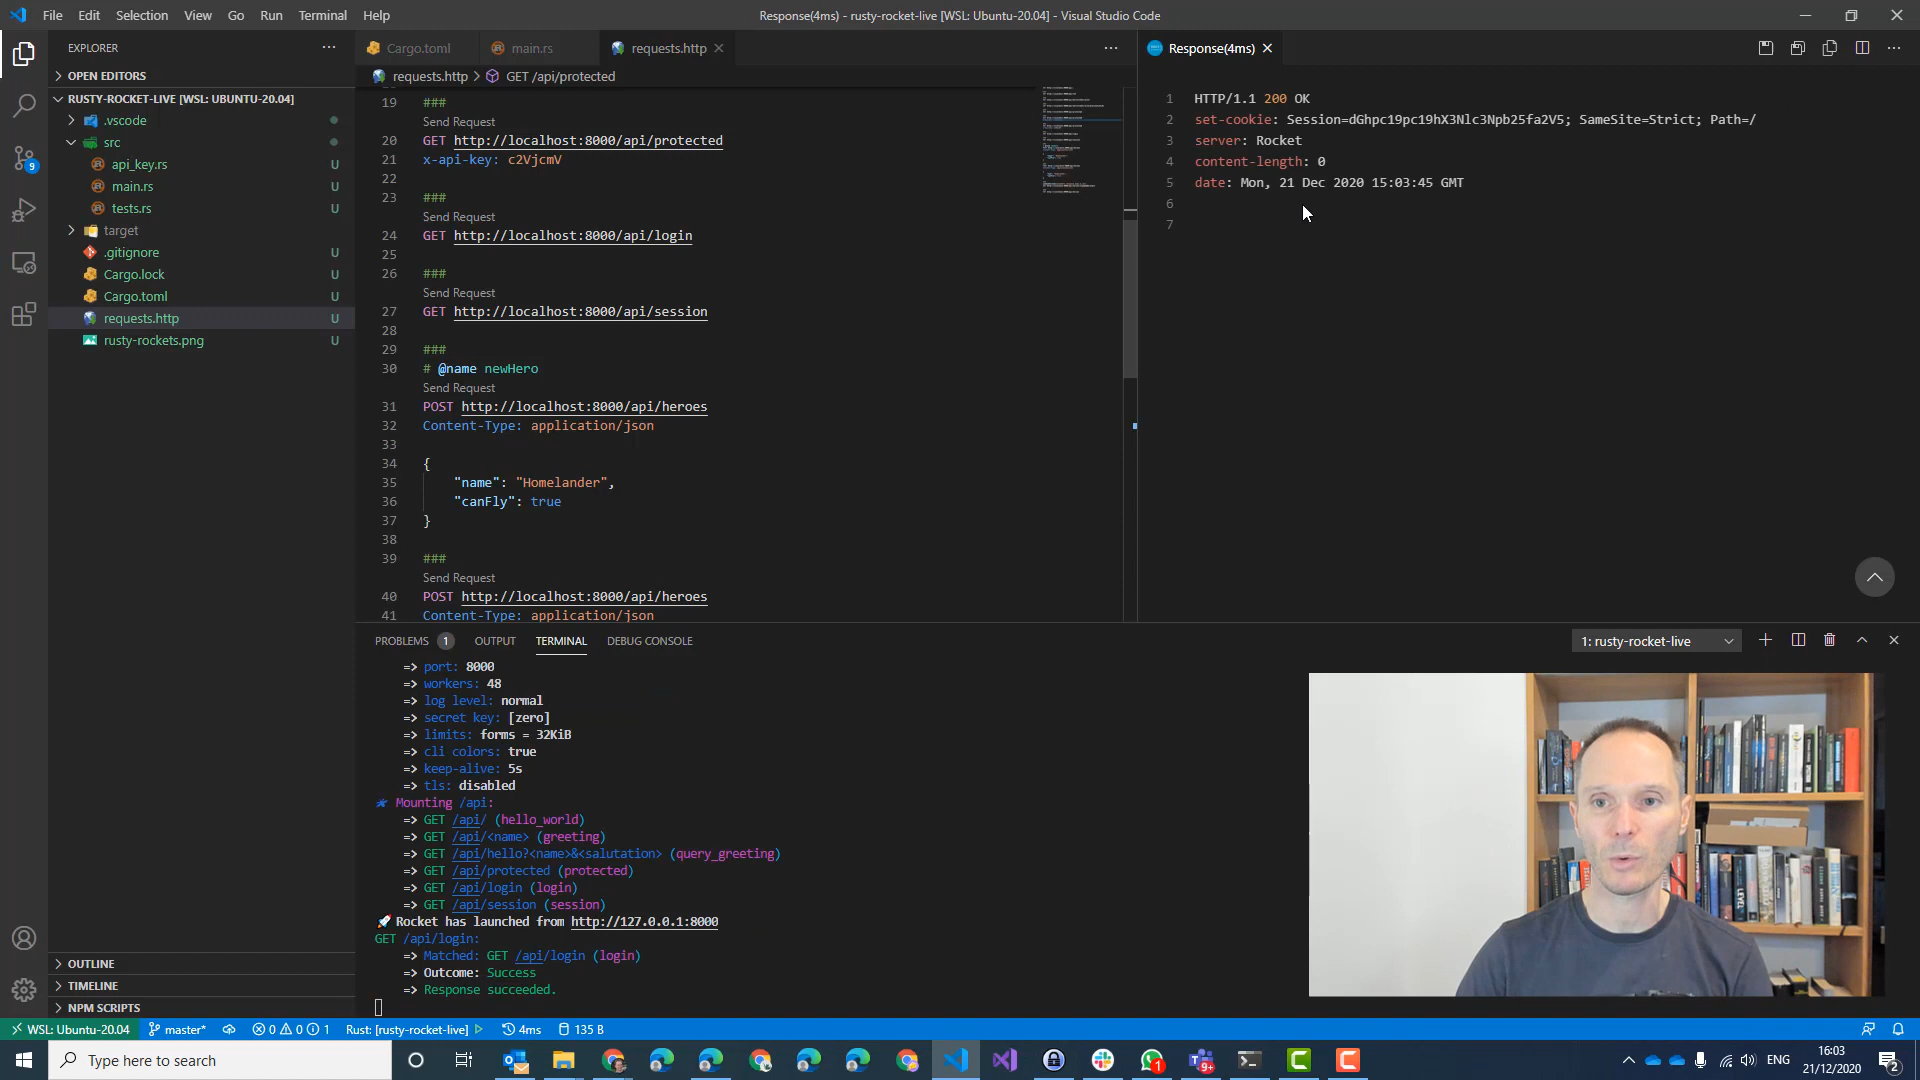 File Edit Selection View Go Run Terminal Help
Response(4ms) - rusty-rocket-live [WSL: Ubuntu-20.04] - Visual Studio Code
EXPLORER
OPEN EDITORS
RUSTY-ROCKET-LIVE [WSL: UBUNTU-20.04]
.vscode
src
api_key.rs U
main.rs U
tests.rs U
target
.gitignore U
Cargo.lock U
Cargo.toml U
requests.http U
rusty-rockets.png U
OUTLINE
TIMELINE
NPM SCRIPTS
9
Cargo.toml main.rs requests.http
requests.http > GET /api/protected
19 ###
Send Request
20 GET http://localhost:8000/api/protected
21 x-api-key: c2VjcmV
22
23 ###
Send Request
24 GET http://localhost:8000/api/login
25
26 ###
Send Request
27 GET http://localhost:8000/api/session
28
29 ###
30 # @name newHero
Send Request
31 POST http://localhost:8000/api/heroes
32 Content-Type: application/json
33
34 {
35 "name": "Homelander",
36 "canFly": true
37 }
38
39 ###
Send Request
40 POST http://localhost:8000/api/heroes
41 Content-Type: application/json
Response(4ms)
1 HTTP/1.1 200 OK
2 set-cookie: Session=dGhpc19pc19hX3Nlc3Npb25fa2V5; SameSite=Strict; Path=/
3 server: Rocket
4 content-length: 0
5 date: Mon, 21 Dec 2020 15:03:45 GMT
6
7
PROBLEMS 1 OUTPUT TERMINAL DEBUG CONSOLE
1: rusty-rocket-live
=> port: 8000
=> workers: 48
=> log level: normal
=> secret key: [zero]
=> limits: forms = 32KiB
=> cli colors: true
=> keep-alive: 5s
=> tls: disabled
Mounting /api:
=> GET /api/ (hello_world)
=> GET /api/<name> (greeting)
=> GET /api/hello?<name>&<salutation> (query_greeting)
=> GET /api/protected (protected)
=> GET /api/login (login)
=> GET /api/session (session)
Rocket has launched from http://127.0.0.1:8000
GET /api/login:
=> Matched: GET /api/login (login)
=> Outcome: Success
=> Response succeeded.
WSL: Ubuntu-20.04 master* 0 0 1 Rust: [rusty-rocket-live] 4ms 135 B
Type here to search
1
9+
ENG
16:03
21/12/2020
2